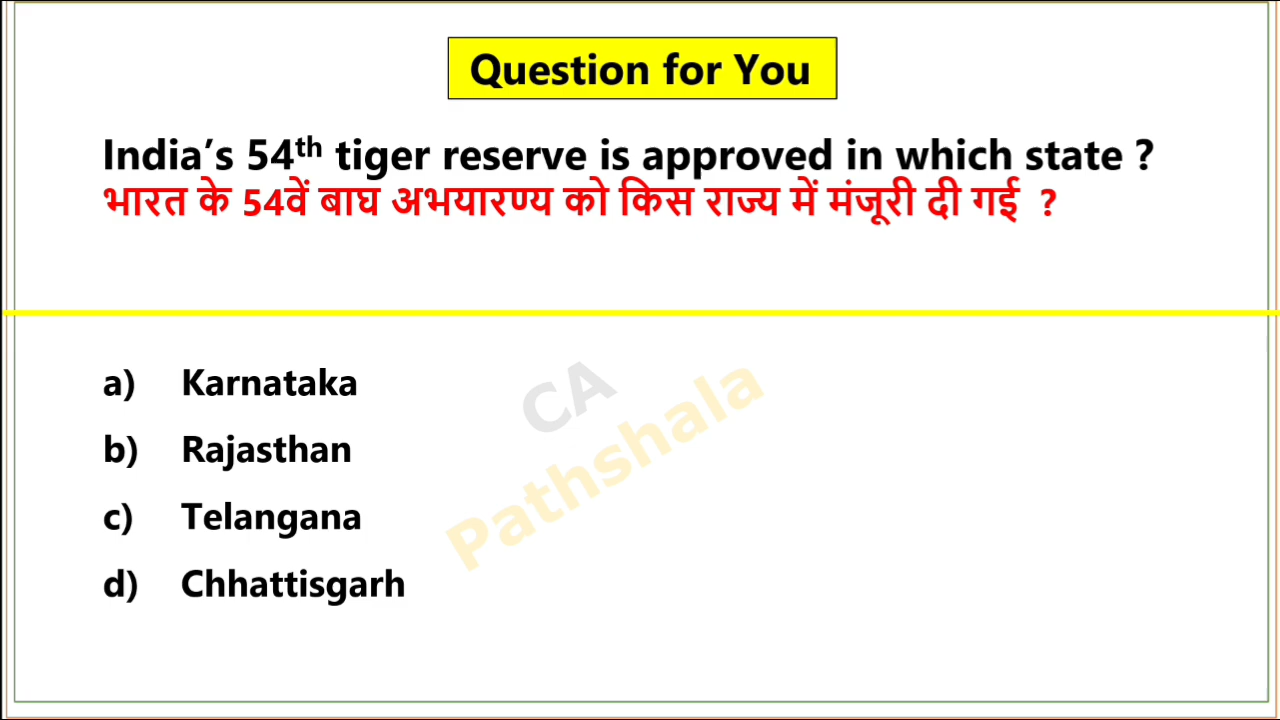 Question for You
India’s 54th tiger reserve is approved in which state ?
भारत के 54वें बाघ अभयारण्य को किस राज्य में मंजूरी दी गई ?
a) Karnataka
b) Rajasthan
c) Telangana
d) Chhattisgarh
CA
Pathshala